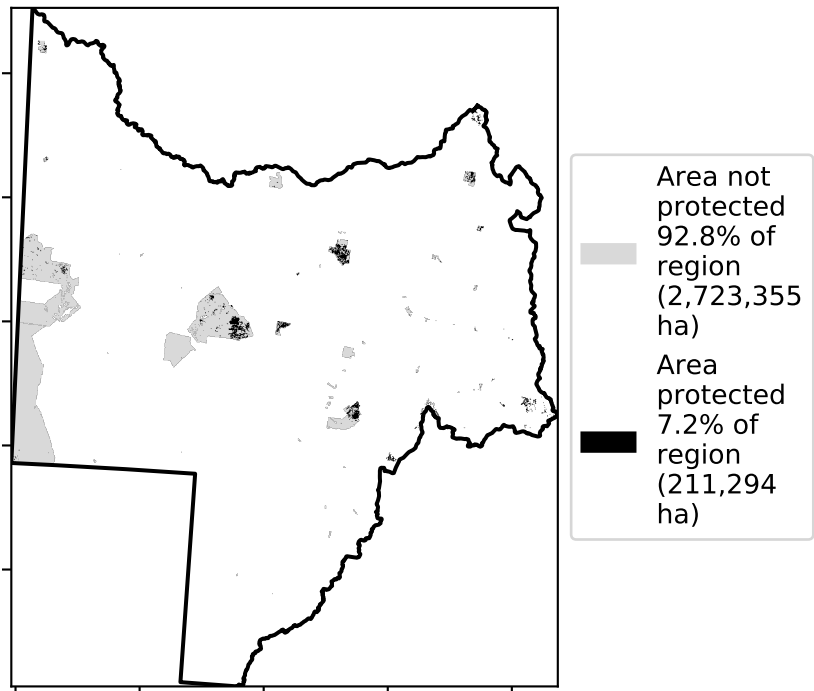 Area not
protected
92.8% of
region
(2,723,355
ha)
Area
protected
7.2% of
region
(211,294
ha)